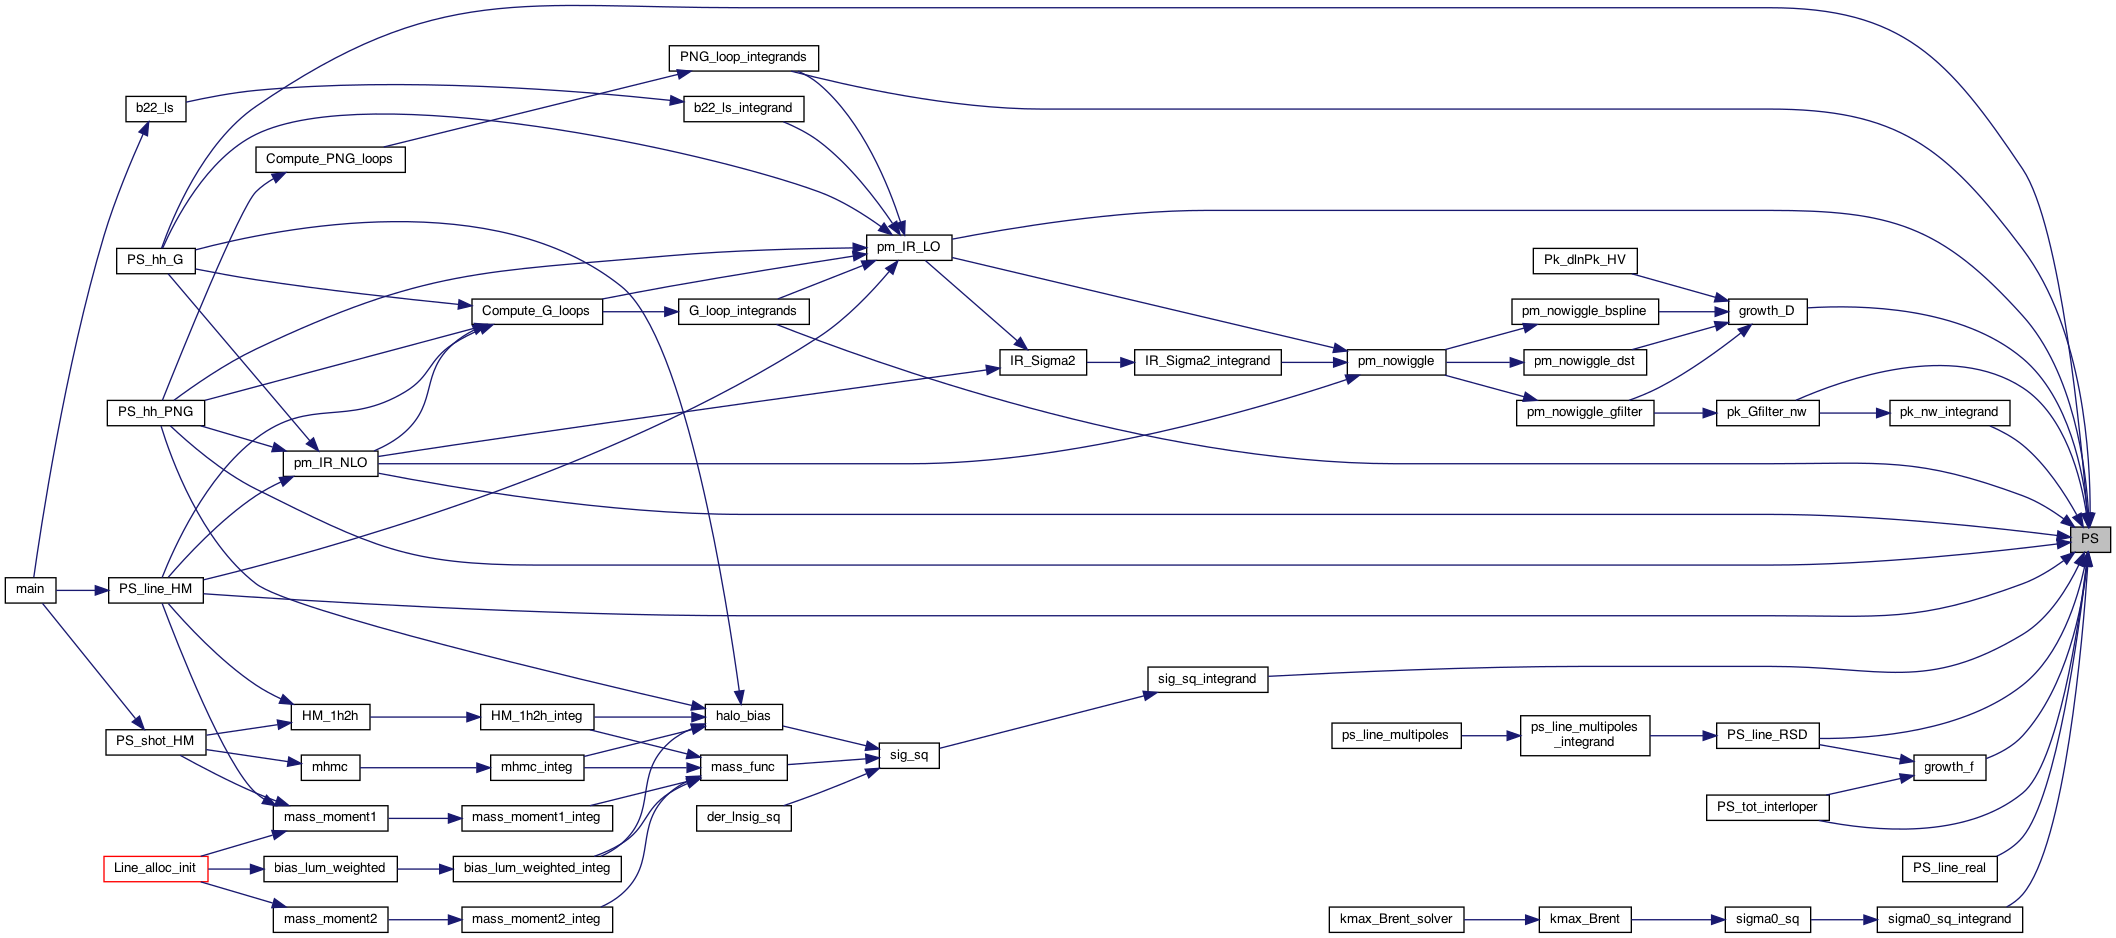 PNG_loop_integrands
b22_ls
b22_ls_integrand
Compute_PNG_loops
PS_hh_G
pm_IR_LO
Pk_dlnPk_HV
Compute_G_loops
G_loop_integrands
pm_nowiggle_bspline
growth_D
IR_Sigma2
IR_Sigma2_integrand
pm_nowiggle
pm_nowiggle_dst
PS_hh_PNG
pm_nowiggle_gfilter
pk_Gfilter_nw
pk_nw_integrand
pm_IR_NLO
PS
main
PS_line_HM
sig_sq_integrand
HM_1h2h
HM_1h2h_integ
halo_bias
PS_shot_HM
ps_line_multipoles
ps_line_multipoles
_integrand
PS_line_RSD
sig_sq
mhmc
mhmc_integ
mass_func
growth_f
PS_tot_interloper
mass_moment1
mass_moment1_integ
der_lnsig_sq
Line_alloc_init
bias_lum_weighted
bias_lum_weighted_integ
PS_line_real
mass_moment2
mass_moment2_integ
kmax_Brent_solver
kmax_Brent
sigma0_sq
sigma0_sq_integrand